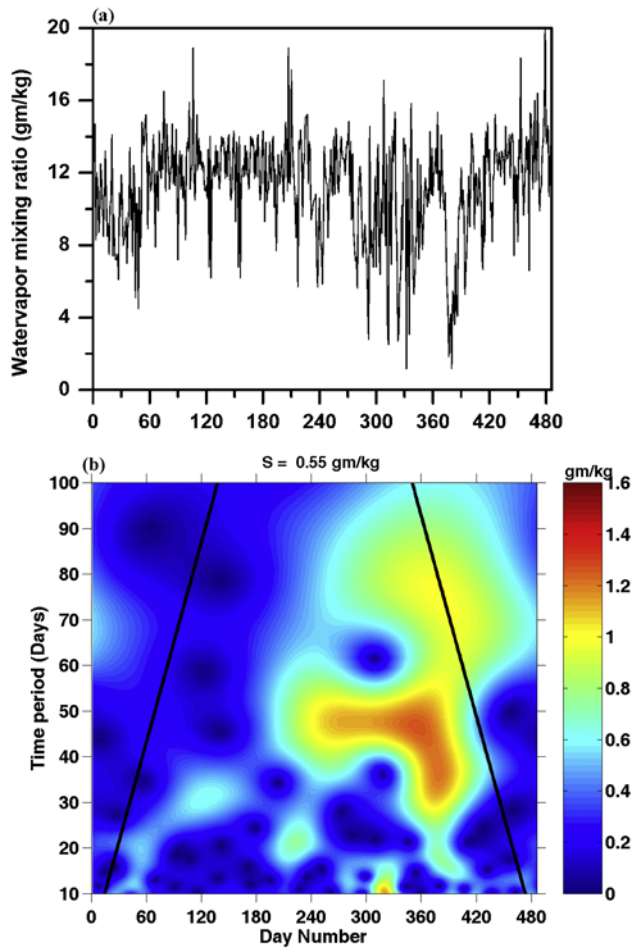 (a)
20
16
12
8
4
0
Watervapor mixing ratio (gm/kg)
0 60 120 180 240 300 360 420 480
(b)
S = 0.55 gm/kg
gm/kg
100
90
80
70
60
50
40
30
20
10
Time period (Days)
0 60 120 180 240 300 360 420 480
Day Number
1.6
1.4
1.2
1
0.8
0.6
0.4
0.2
0